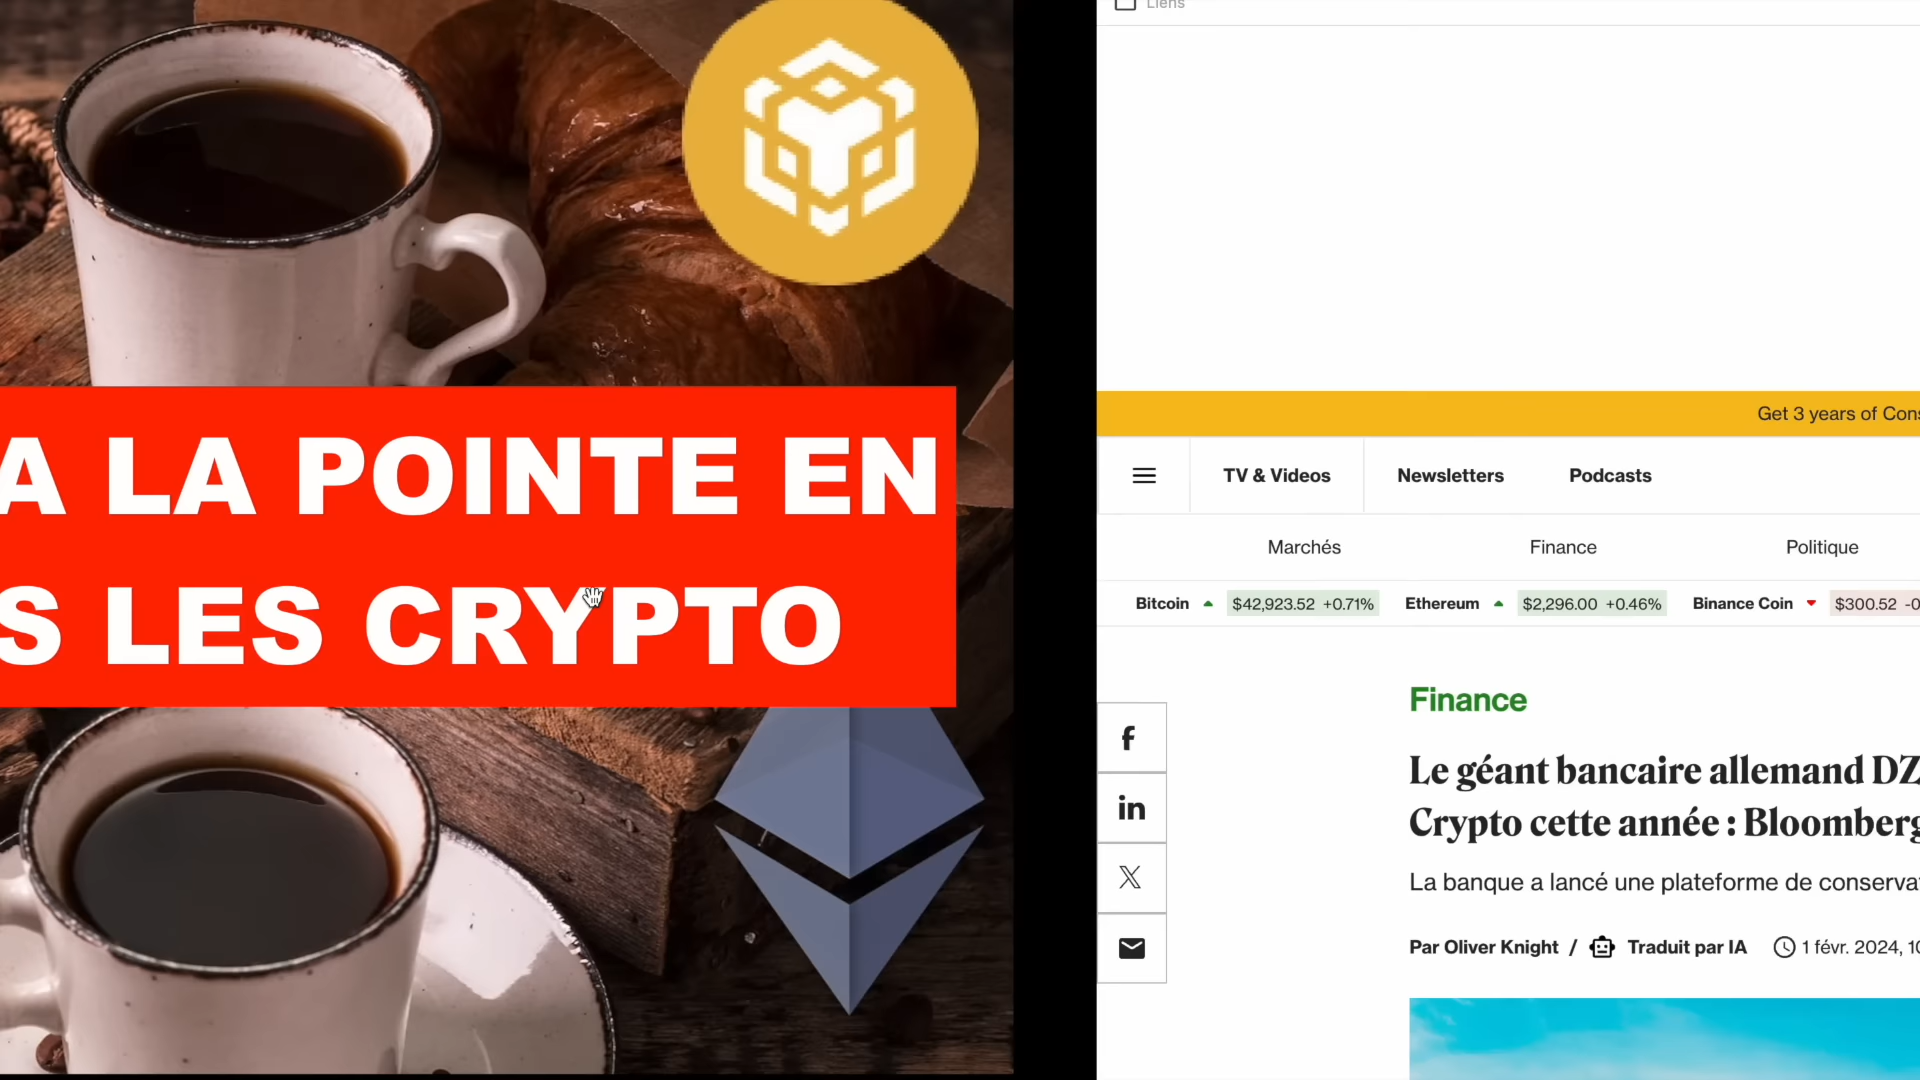 A LA POINTE EN
S LES CRYPTO
Liens
Get 3 years of Cons
TV & Videos
Newsletters
Podcasts
Marchés
Finance
Politique
Bitcoin $42,923.52 +0.71%
Ethereum $2,296.00 +0.46%
Binance Coin $300.52 -0
Finance
Le géant bancaire allemand DZ
Crypto cette année : Bloomberg
La banque a lancé une plateforme de conserva
Par Oliver Knight / Traduit par IA 1 févr. 2024, 10